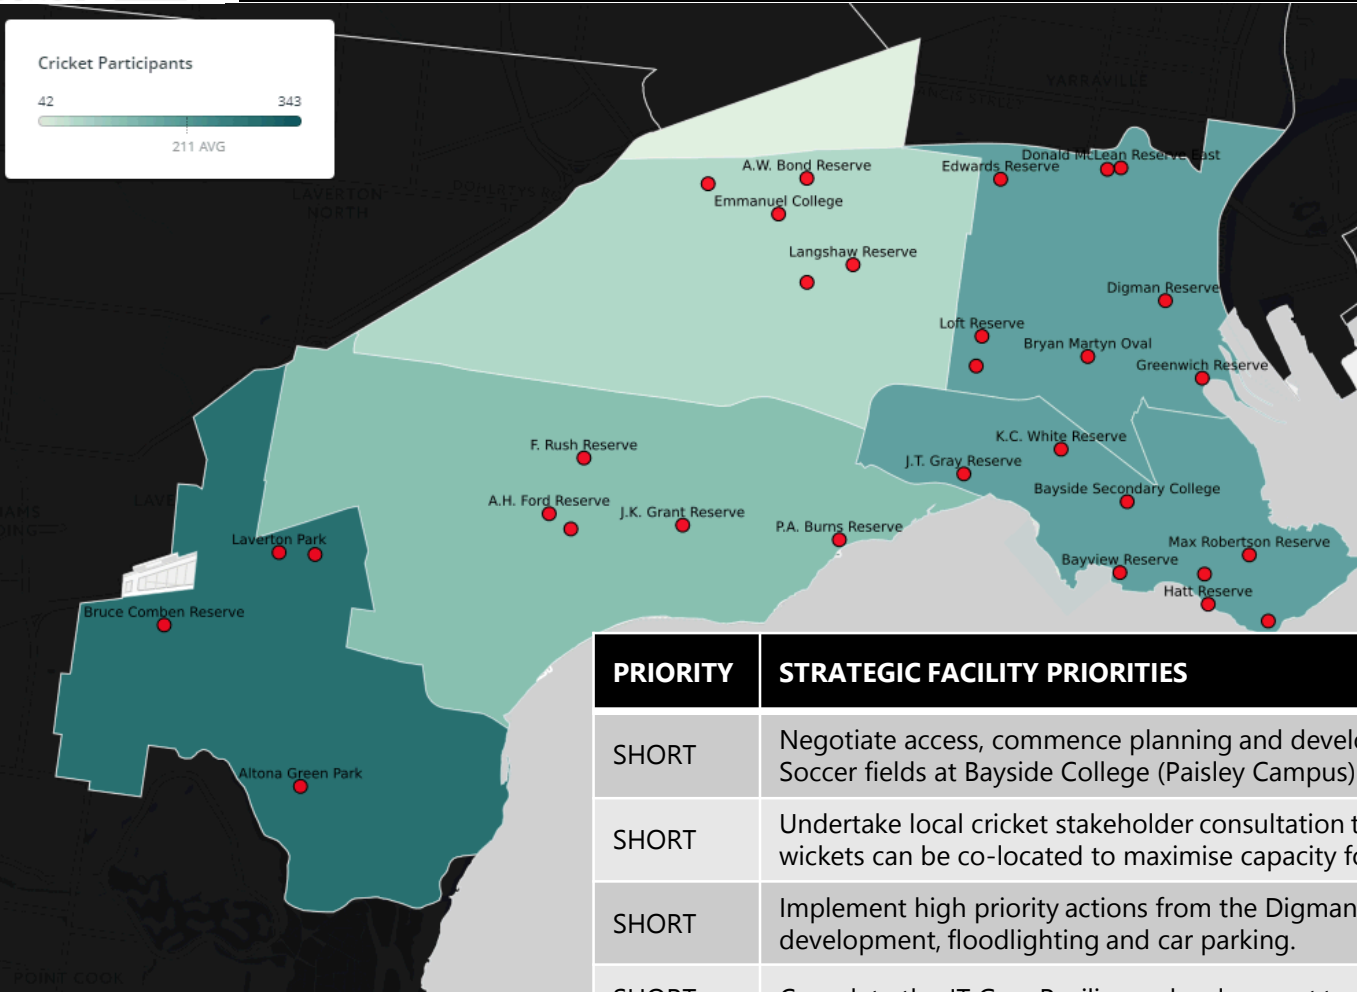 Cricket Participants
42 343
211 AVG
YARRAVILLE
LAVERTON
NORTH
A.W. Bond Reserve
Donald McLean Reserve East
Edwards Reserve
Emmanuel College
Langshaw Reserve
Digman Reserve
Loft Reserve
Bryan Martyn Oval
Greenwich Reserve
K.C. White Reserve
F. Rush Reserve
J.T. Gray Reserve
A.H. Ford Reserve
J.K. Grant Reserve
Bayside Secondary College
P.A. Burns Reserve
Laverton Park
Max Robertson Reserve
Bayview Reserve
Hatt Reserve
Bruce Comben Reserve
Altona Green Park
POINT COOK
PRIORITY STRATEGIC FACILITY PRIORITIES
SHORT Negotiate access, commence planning and devel
Soccer fields at Bayside College (Paisley Campus)
SHORT Undertake local cricket stakeholder consultation
wickets can be co-located to maximise capacity
SHORT Implement high priority actions from the Digman
development, floodlighting and car parking.